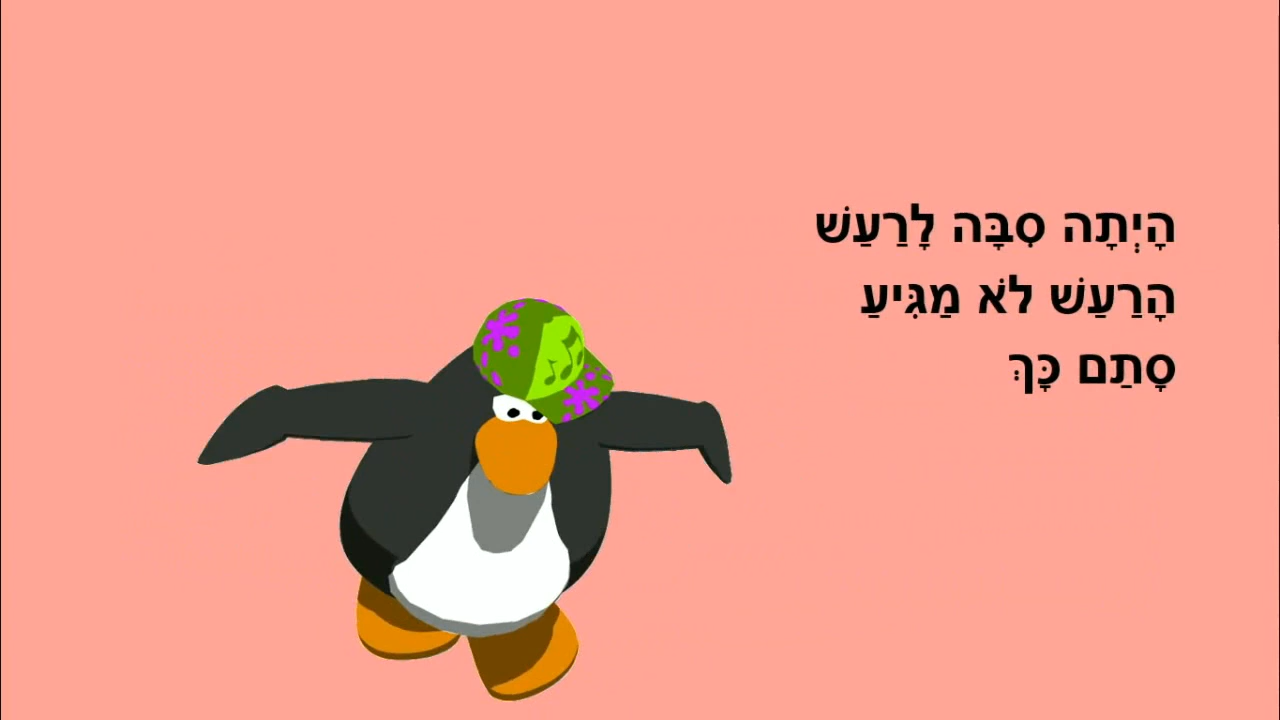 הָיְתָה סִבָּה לָרַעַשׁ
הָרַעַשׁ לֹא מַגִּיעַ
סָתַם כָּךְ